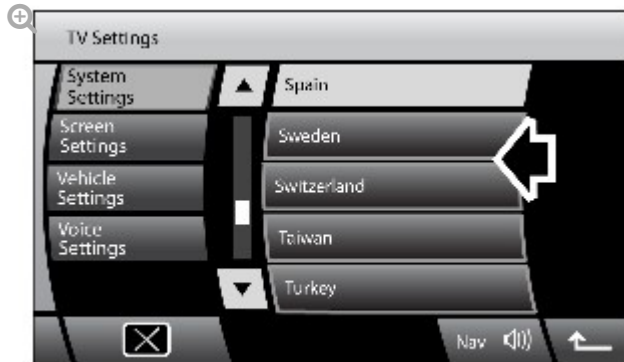 TV Settings
System
Settings
Spain
Screen
Settings
Sweden
Vehicle
Settings
Switzerland
Voice
Settings
Taiwan
Turkey
Nav